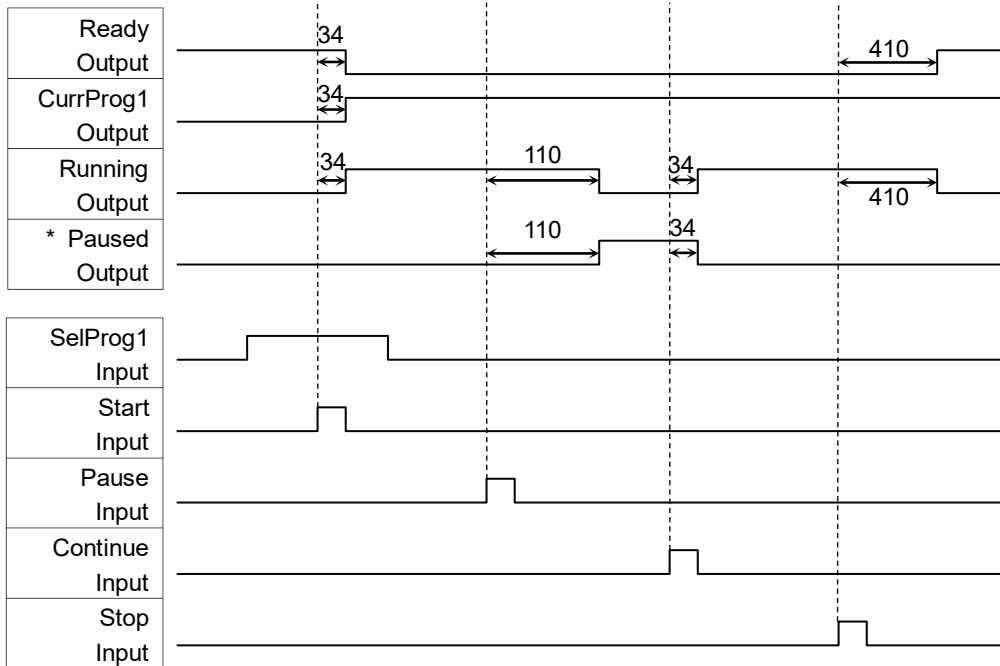 Ready
Output
34
410
CurrProg1
Output
34
Running
Output
34
110
34
410
* Paused
Output
110
34
SelProg1
Input
Start
Input
Pause
Input
Continue
Input
Stop
Input